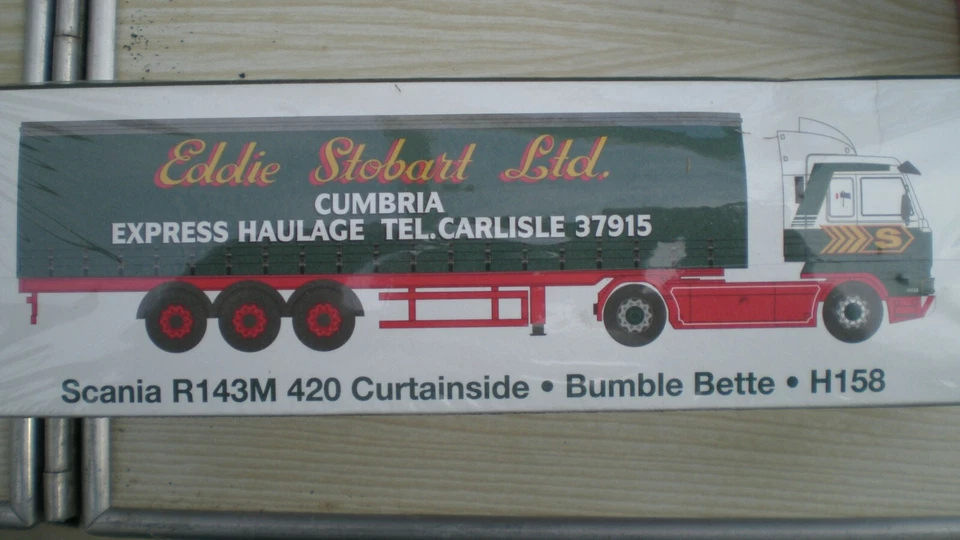 Eddie Stobart Ltd.
CUMBRIA
EXPRESS HAULAGE TEL.CARLISLE 37915
S
Scania R143M 420 Curtainside • Bumble Bette • H158